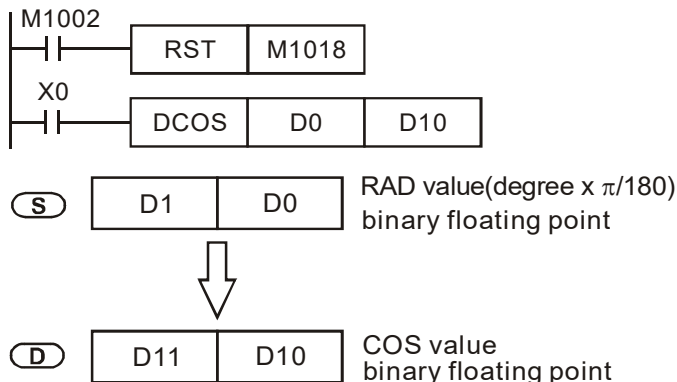 M1002
RST M1018
X0
DCOS D0 D10
S D1 D0 RAD value(degree x π/180)
binary floating point
D D11 D10 COS value
binary floating point